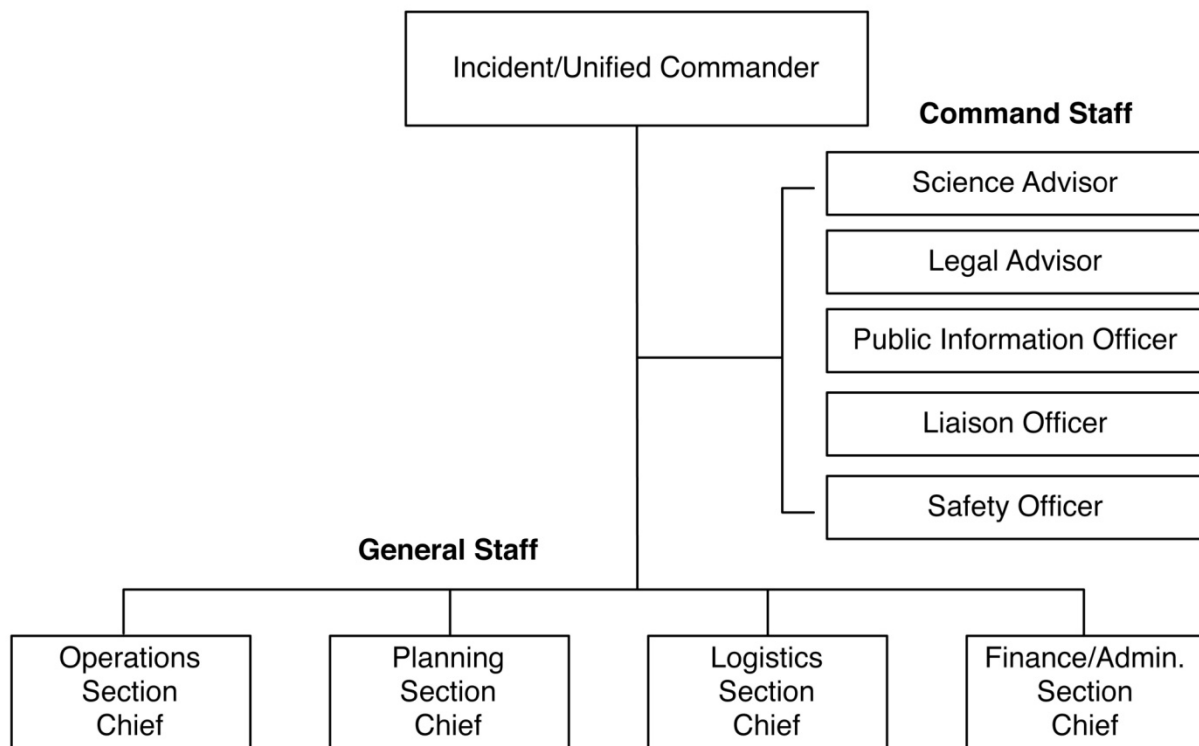 Incident/Unified Commander
Command Staff
Science Advisor
Legal Advisor
Public Information Officer
Liaison Officer
Safety Officer
General Staff
Operations
Section
Chief
Planning
Section
Chief
Logistics
Section
Chief
Finance/Admin.
Section
Chief